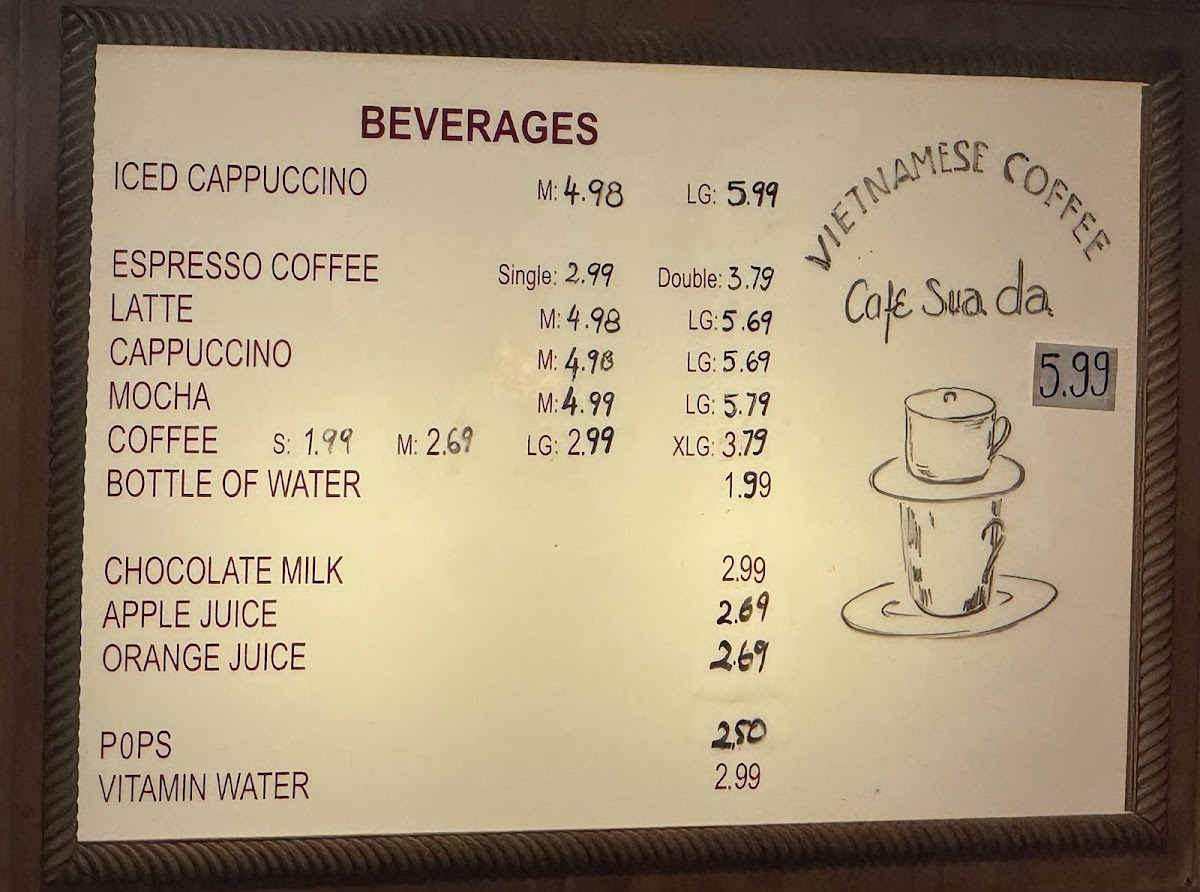 BEVERAGES
ICED CAPPUCCINO M: 4.98 LG: 5.99
ESPRESSO COFFEE Single: 2.99 Double: 3.79
LATTE M: 4.98 LG: 5.69
CAPPUCCINO M: 4.98 LG: 5.69
MOCHA M: 4.99 LG: 5.79
COFFEE S: 1.99 M: 2.69 LG: 2.99 XLG: 3.79
BOTTLE OF WATER 1.99
CHOCOLATE MILK 2.99
APPLE JUICE 2.69
ORANGE JUICE 2.69
POPS 2.50
VITAMIN WATER 2.99
VIETNAMESE COFFEE
Cafe Sua da
5.99